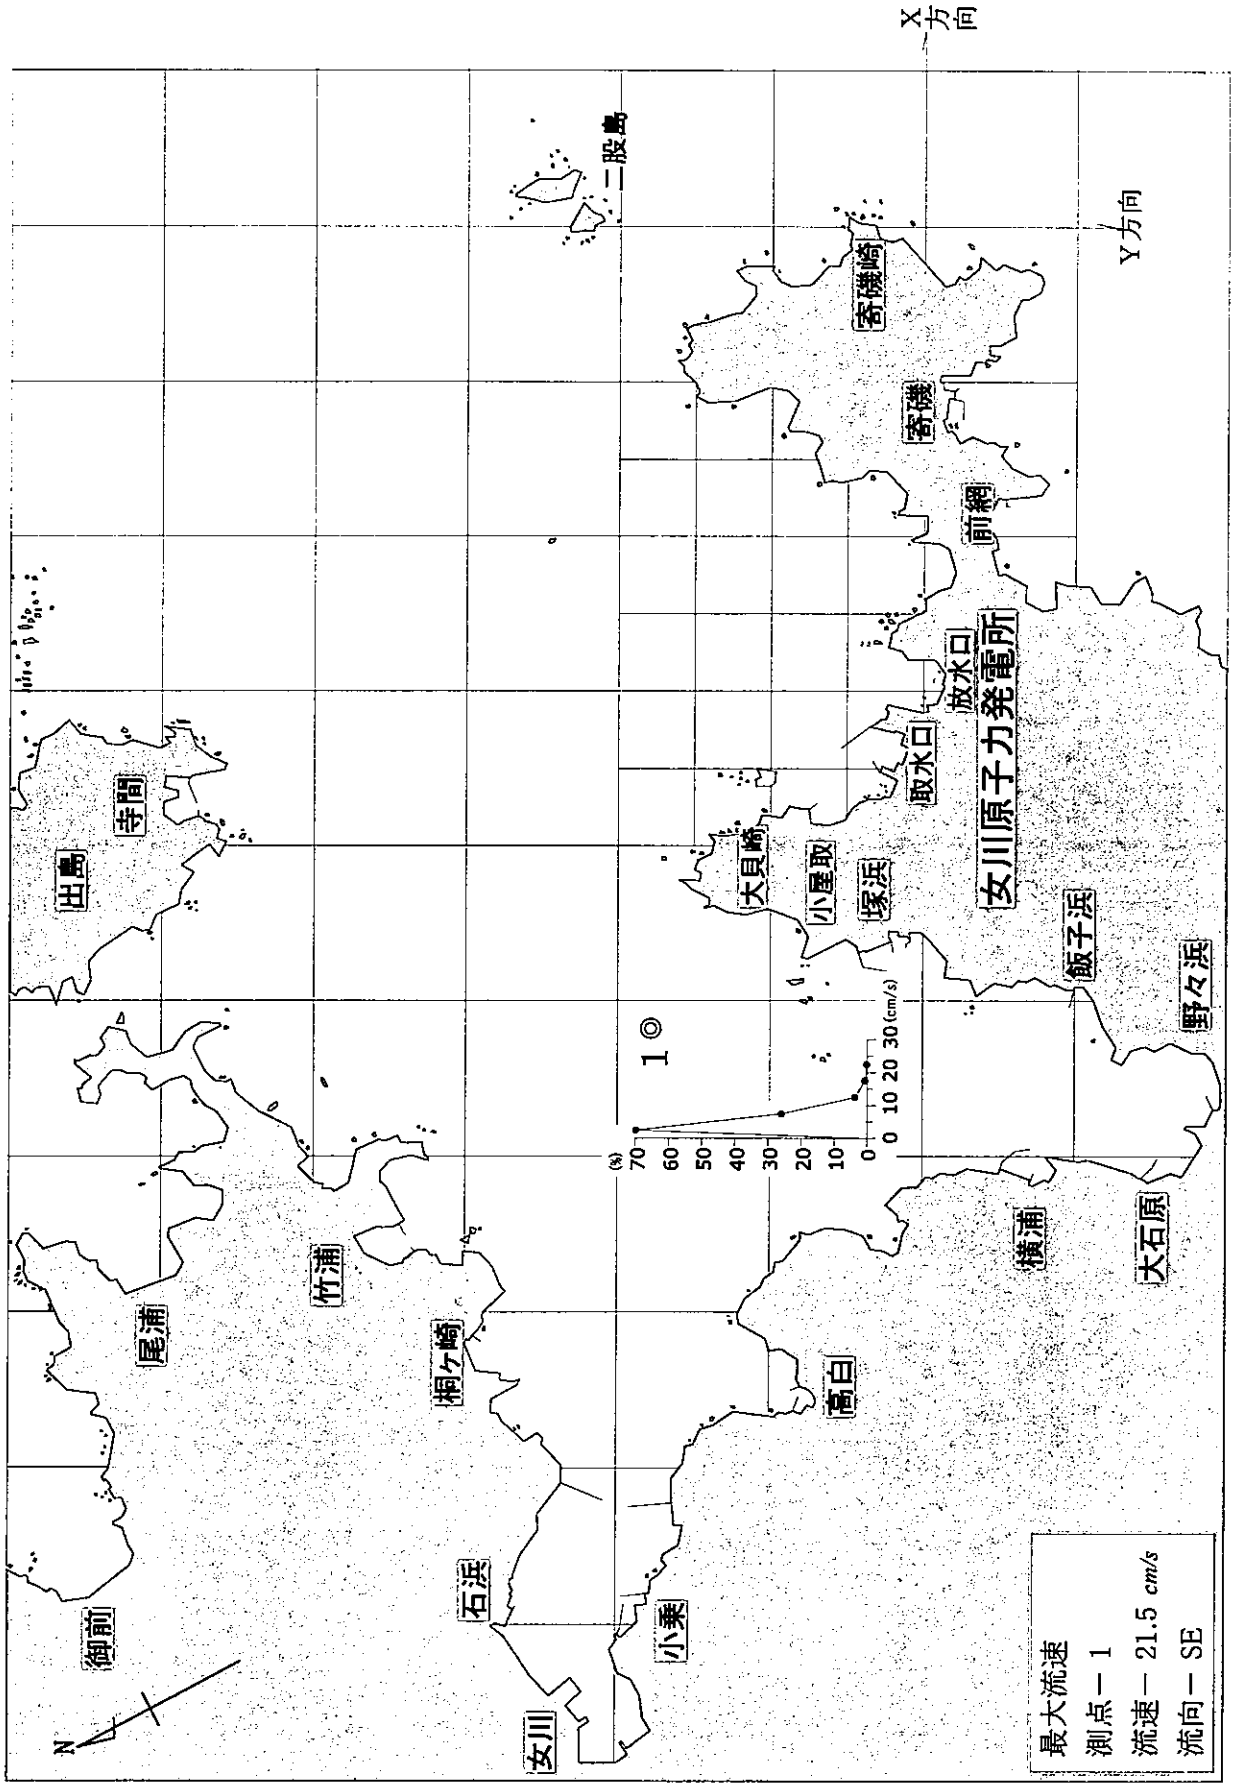 X方向
Y方向
二股島
寄磯崎
寄磯
前網
出島
寺間
大貝崎
小屋取
塚浜
取水口
放水口
女川原子力発電所
飯子浜
野々浜
1
(%)
70
60
50
40
30
20
10
0
0 10 20 30 (cm/s)
尾浦
竹浦
桐ヶ崎
御前
石浜
女川
小乗
高白
横浦
大石原
N
最大流速
測点－1
流速－21.5 cm/s
流向－SE